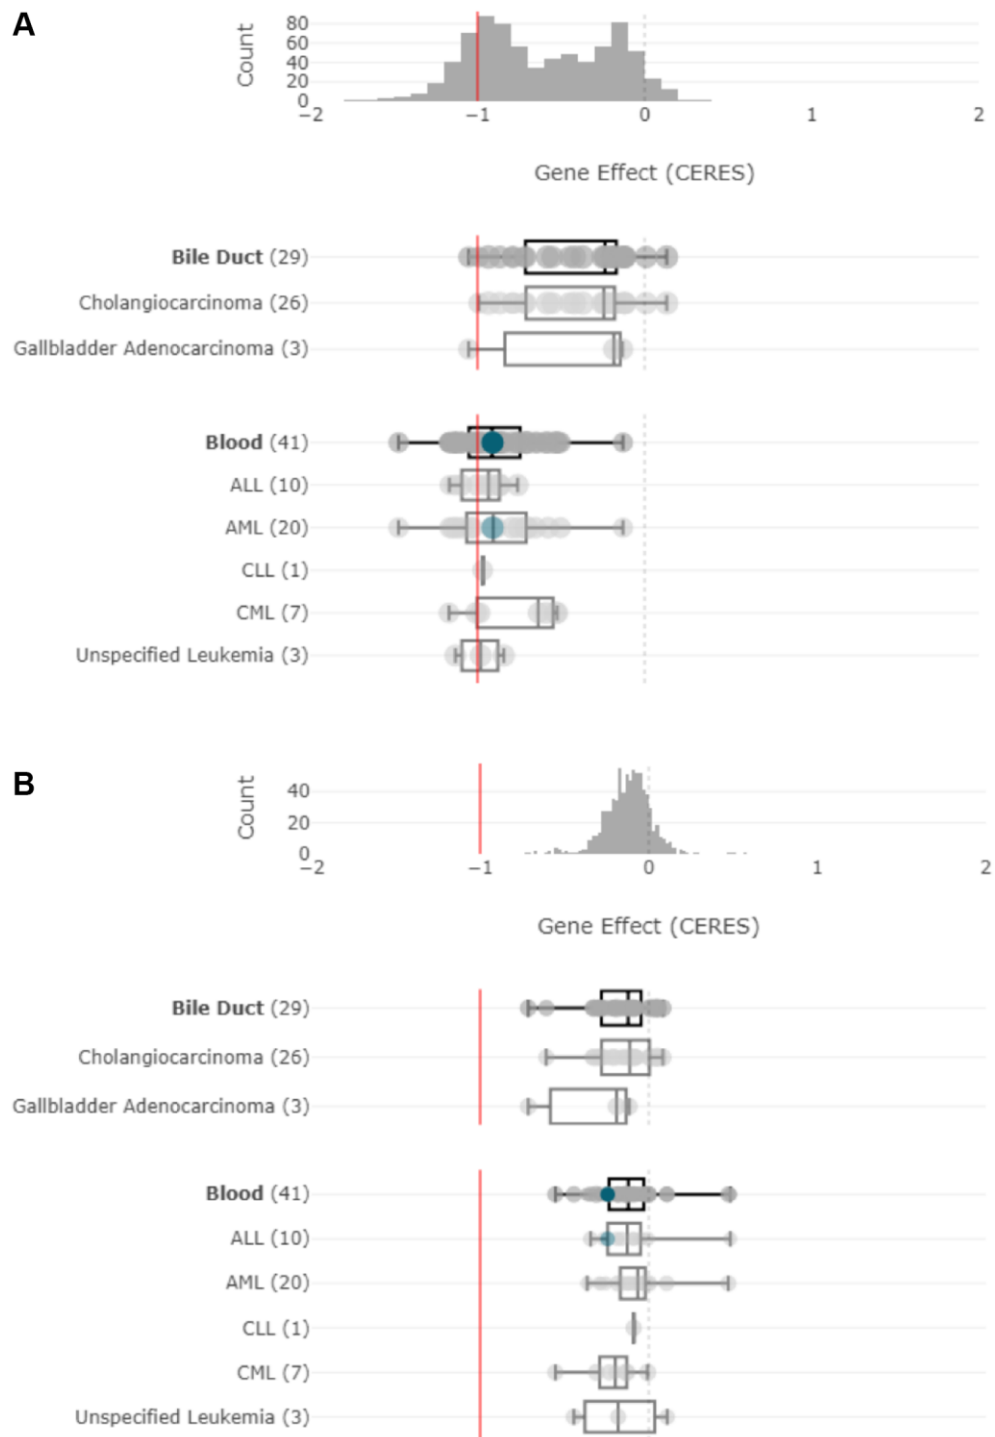 A
Count
80
60
40
20
0
−2
−1
0
1
2
Gene Effect (CERES)
Bile Duct (29)
Cholangiocarcinoma (26)
Gallbladder Adenocarcinoma (3)
Blood (41)
ALL (10)
AML (20)
CLL (1)
CML (7)
Unspecified Leukemia (3)
B
Count
40
20
0
−2
−1
0
1
2
Gene Effect (CERES)
Bile Duct (29)
Cholangiocarcinoma (26)
Gallbladder Adenocarcinoma (3)
Blood (41)
ALL (10)
AML (20)
CLL (1)
CML (7)
Unspecified Leukemia (3)